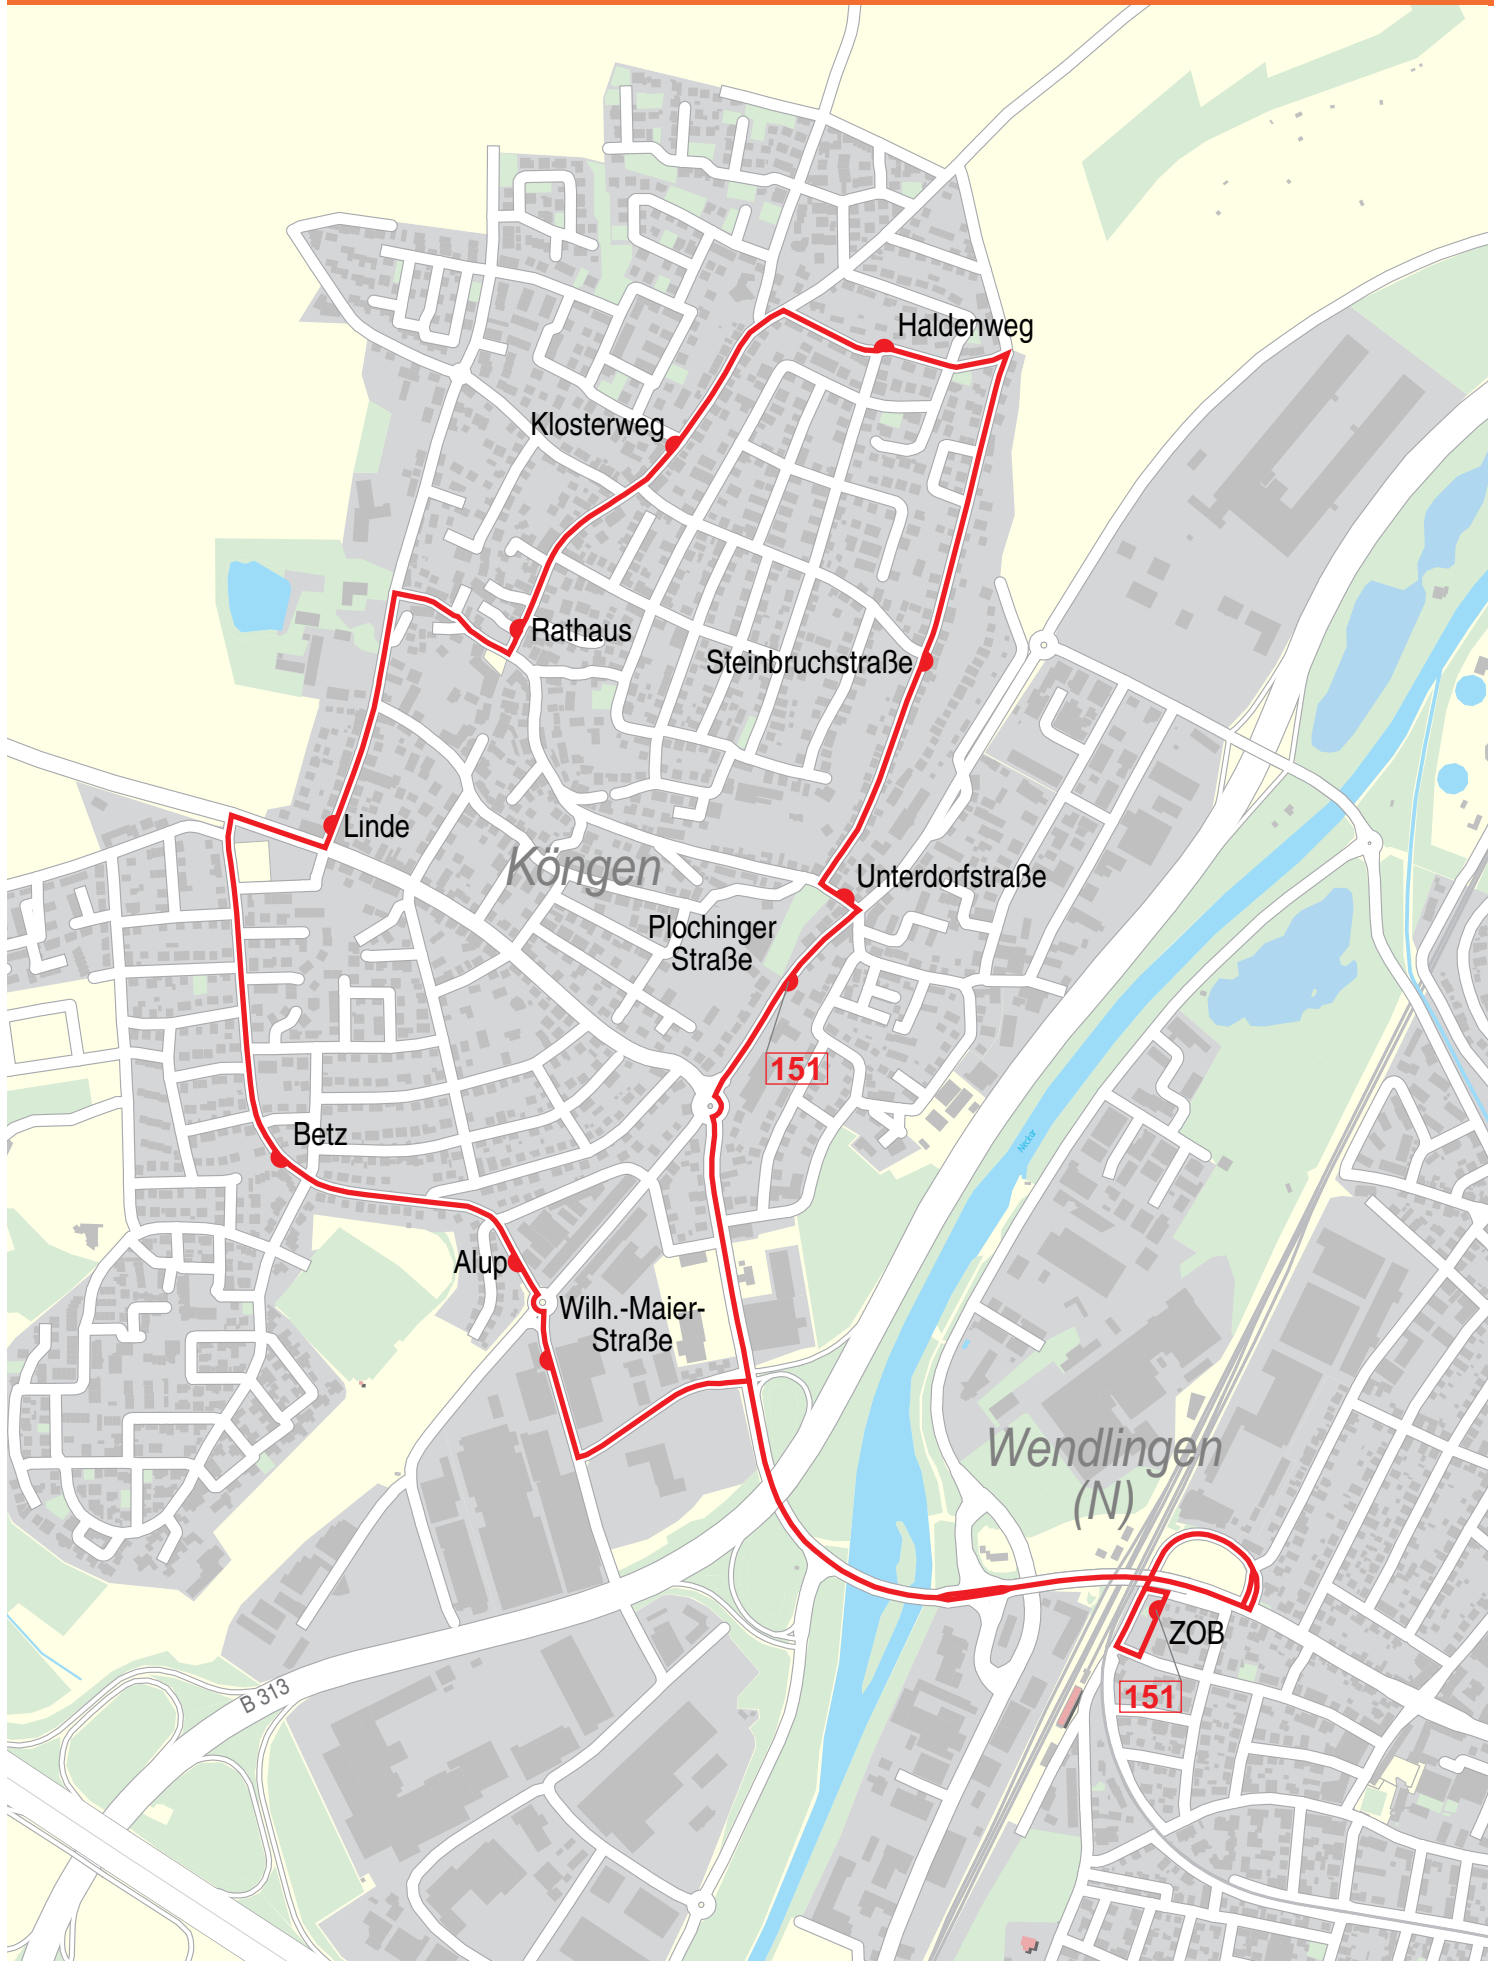 Haldenweg
Klosterweg
Rathaus
Steinbruchstraße
Linde
Köngen
Unterdorfstraße
Plochinger
Straße
151
Betz
Neckar
Alup
Wilh.-Maier-
Straße
Wendlingen
(N)
ZOB
B 313
151